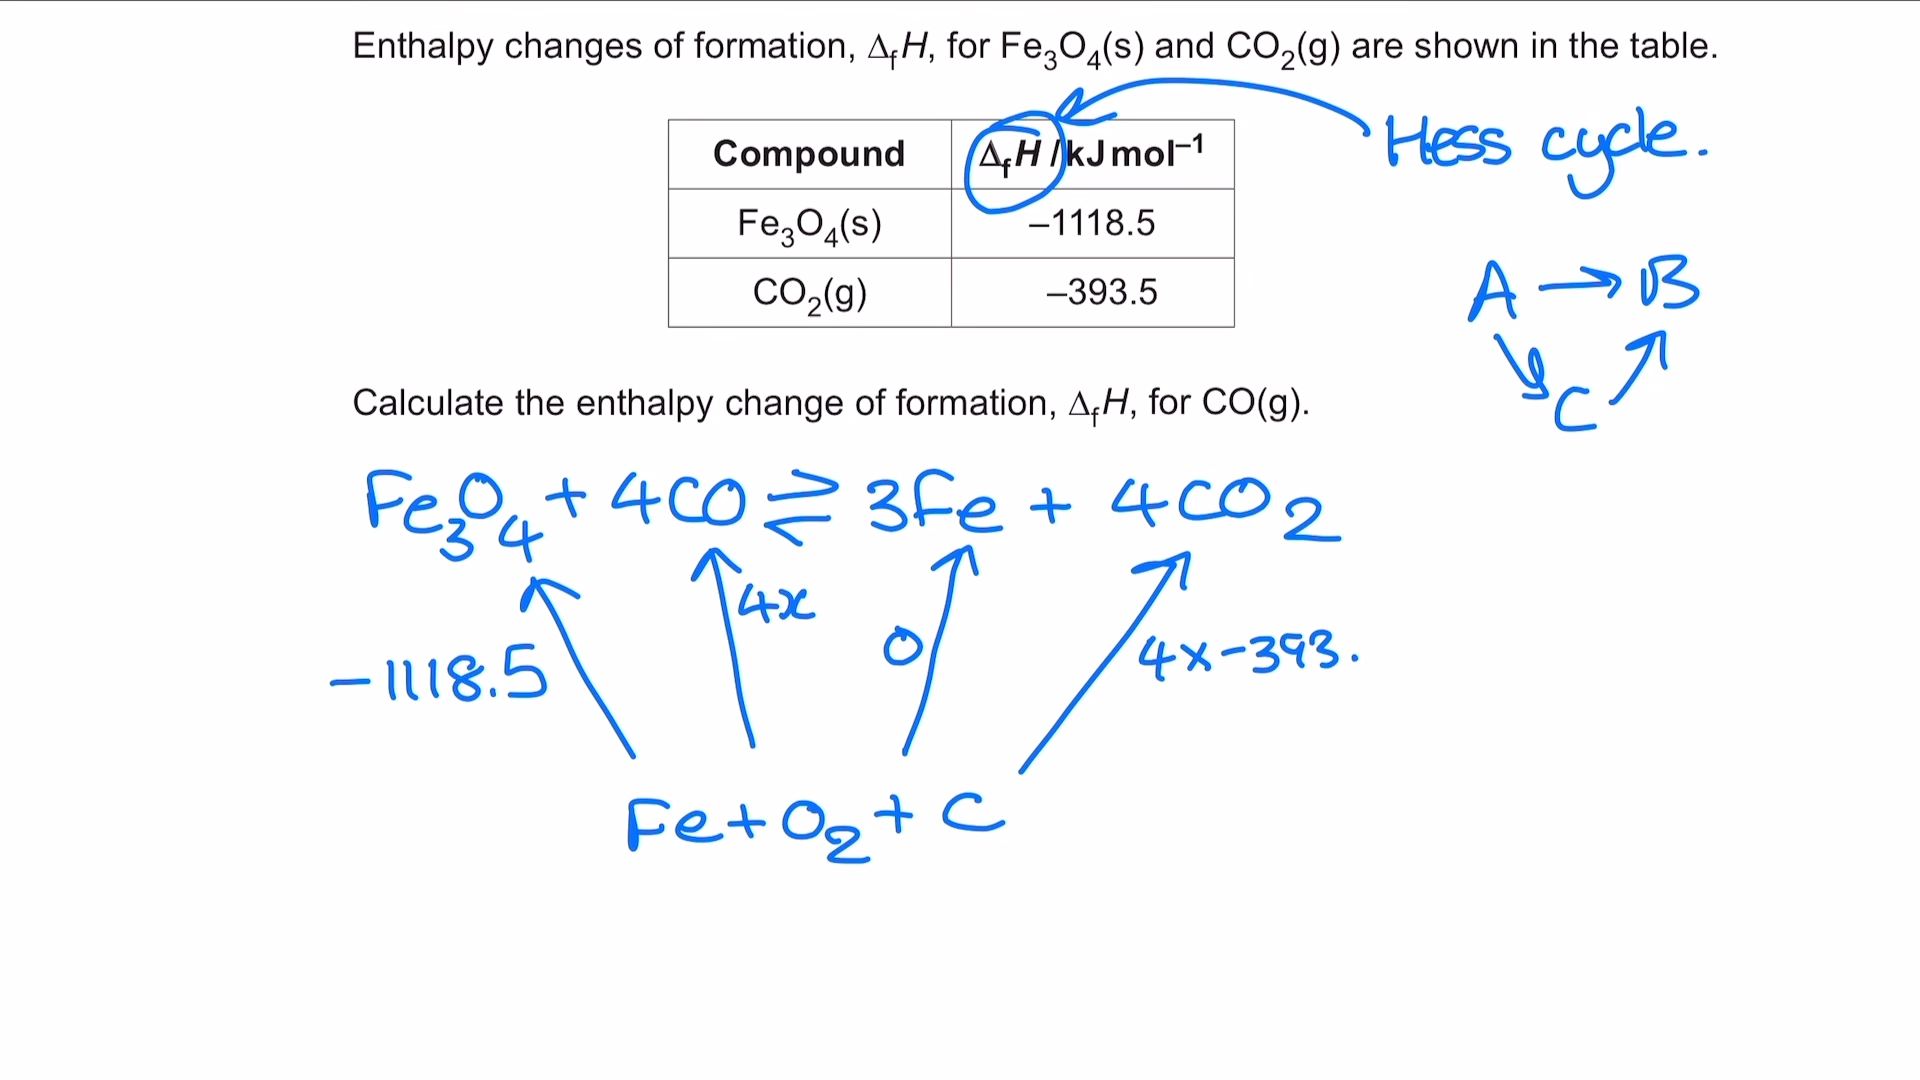 Enthalpy changes of formation, ΔfH, for Fe₃O₄(s) and CO₂(g) are shown in the table.
Compound ΔfH / kJ mol⁻¹
Fe₃O₄(s) –1118.5
CO₂(g) –393.5
Hess cycle.
A → B
C
Calculate the enthalpy change of formation, ΔfH, for CO(g).
Fe₃O₄ + 4CO ⇌ 3Fe + 4CO₂
4x
–1118.5 0 4x–393.
Fe + O₂ + C